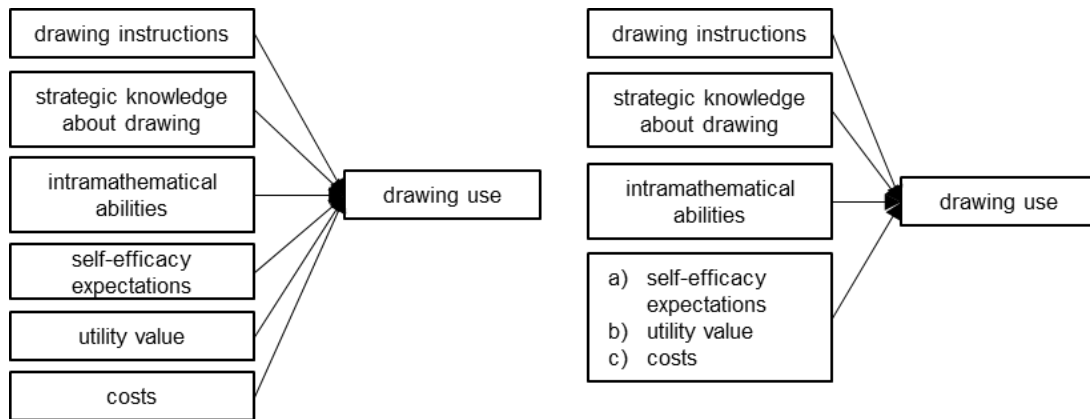 drawing instructions
strategic knowledge
about drawing
intramathematical
abilities
self-efficacy
expectations
utility value
costs
drawing use
drawing instructions
strategic knowledge
about drawing
intramathematical
abilities
a) self-efficacy
expectations
b) utility value
c) costs
drawing use